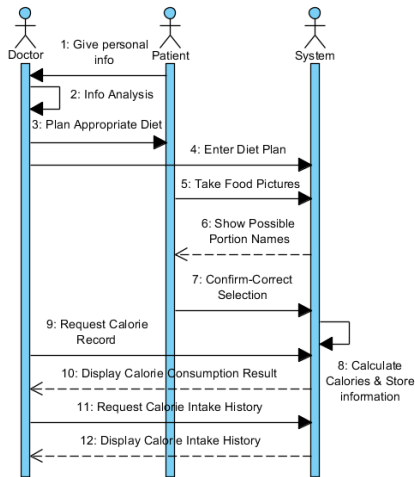 Doctor
Patient
System
1: Give personal
info
2: Info Analysis
3: Plan Appropriate Diet
4: Enter Diet Plan
5: Take Food Pictures
6: Show Possible
Portion Names
7: Confirm-Correct
Selection
9: Request Calorie
Record
8: Calculate
Calories & Store
information
10: Display Calorie Consumption Result
11: Request Calorie Intake History
12: Display Calorie Intake History